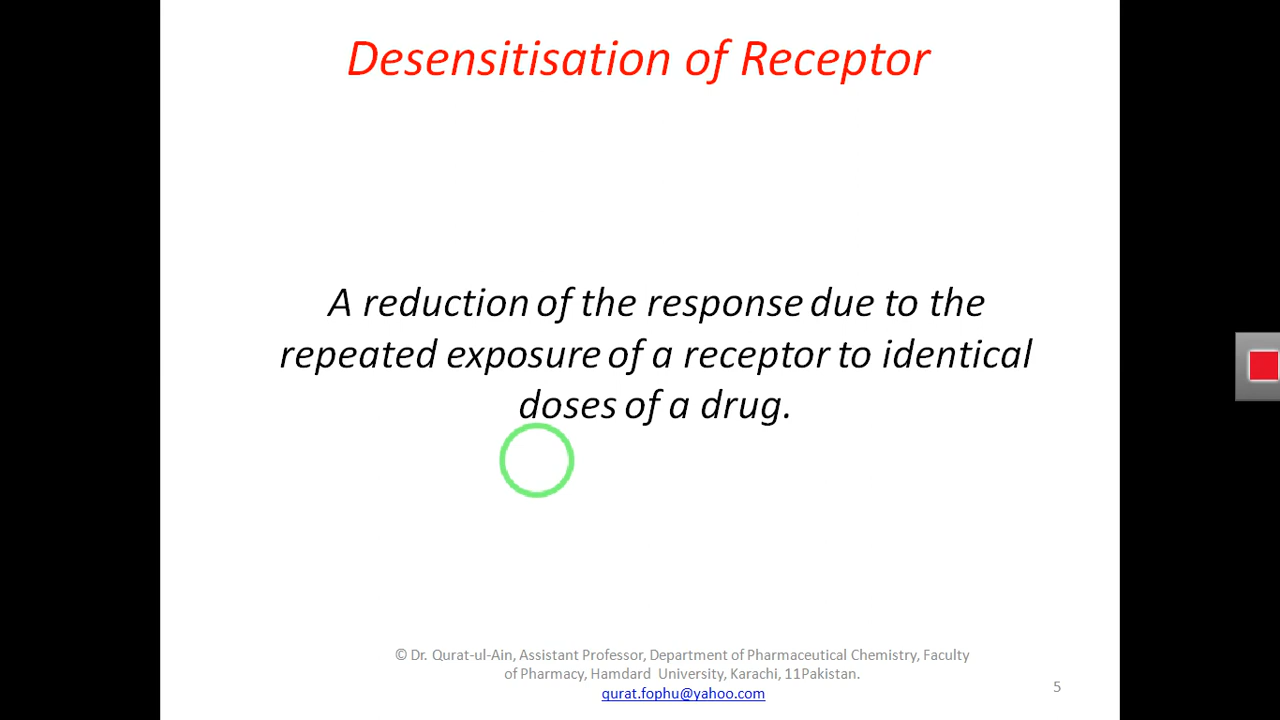 Desensitisation of Receptor
A reduction of the response due to the
repeated exposure of a receptor to identical
doses of a drug.
© Dr. Qurat-ul-Ain, Assistant Professor, Department of Pharmaceutical Chemistry, Faculty
of Pharmacy, Hamdard University, Karachi, 11Pakistan.
qurat.fophu@yahoo.com
5